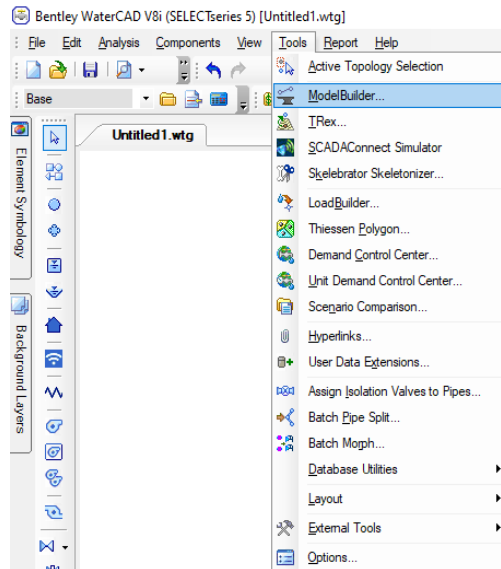 Bentley WaterCAD V8i (SELECTseries 5) [Untitled1.wtg]
File Edit Analysis Components View Tools Report Help
Base
Untitled1.wtg
Element Symbology
Background Layers
Active Topology Selection
ModelBuilder...
TRex...
SCADAConnect Simulator
Skelebrator Skeletonizer...
LoadBuilder...
Thiessen Polygon...
Demand Control Center...
Unit Demand Control Center...
Scenario Comparison...
Hyperlinks...
User Data Extensions...
Assign Isolation Valves to Pipes...
Batch Pipe Split...
Batch Morph...
Database Utilities
Layout
External Tools
Options...